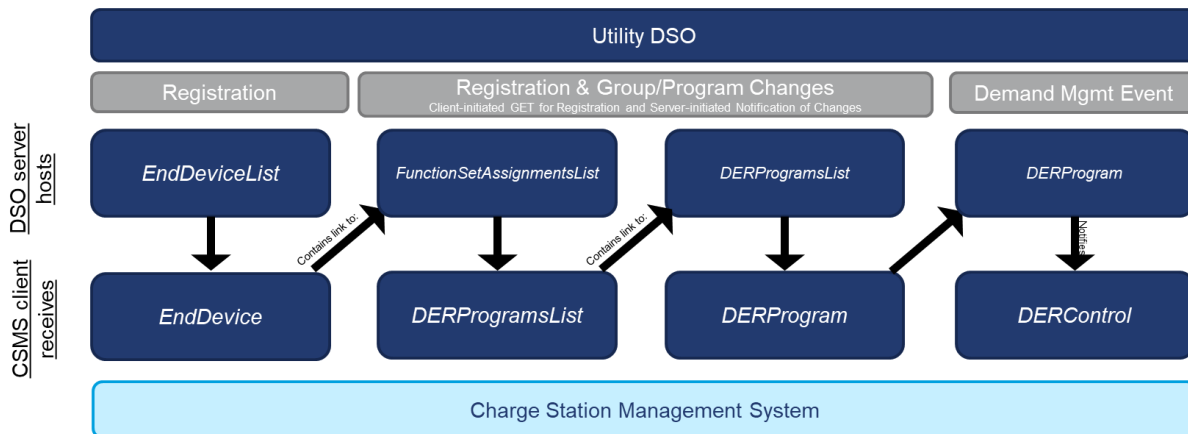 Utility DSO
Registration
Registration & Group/Program Changes
Client-initiated GET for Registration and Server-initiated Notification of Changes
Demand Mgmt Event
DSO server
hosts
EndDeviceList
FunctionSetAssignmentsList
DERProgramsList
DERProgram
Contains link to:
Contains link to:
Notifies
CSMS client
receives
EndDevice
DERProgramsList
DERProgram
DERControl
Charge Station Management System